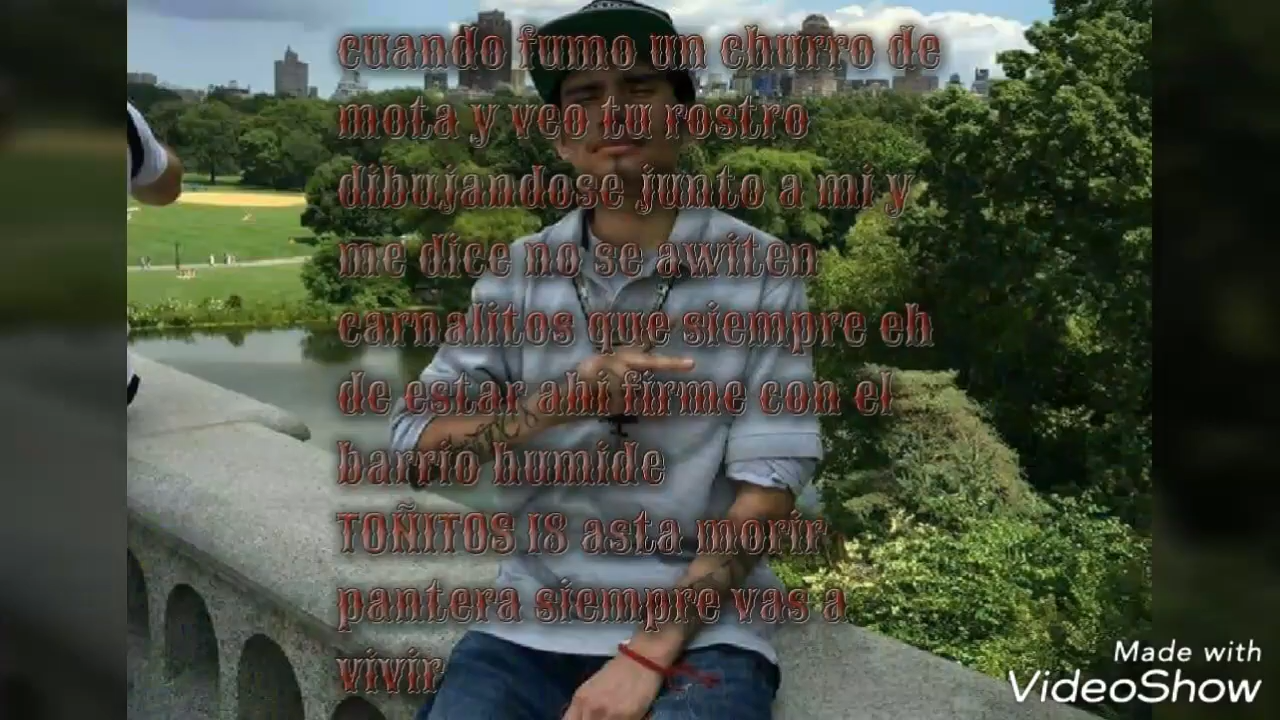 cuando fumo un churro de
mota y veo tu rostro
dibujandose junto a mi y
me dice no se awiten
carnalitos que siempre eh
de estar ahi firme con el
barrio humide
TOÑITOS 18 asta morir
pantera siempre vas a
vivir
Made with
VideoShow